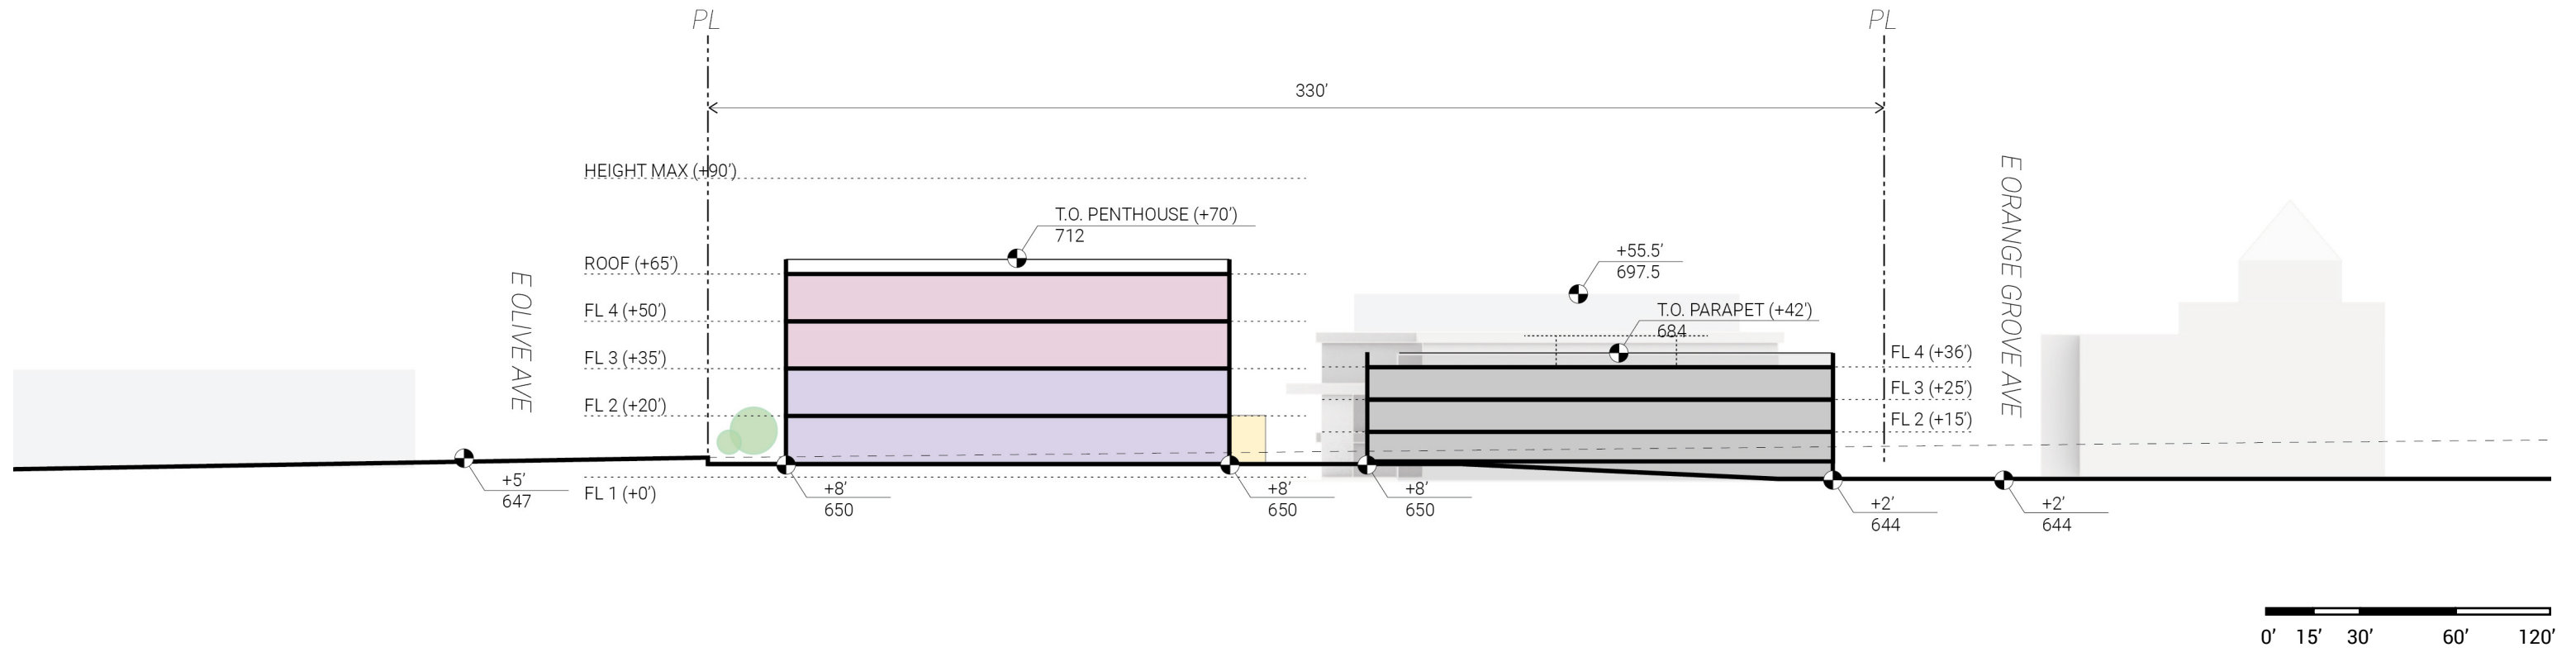 PL
PL
330’
HEIGHT MAX (+90’)
T.O. PENTHOUSE (+70’)
712
+55.5’
697.5
ROOF (+65’)
T.O. PARAPET (+42’)
684
FL 4 (+50’)
FL 3 (+35’)
FL 2 (+20’)
FL 1 (+0’)
FL 4 (+36’)
FL 3 (+25’)
FL 2 (+15’)
E OLIVE AVE
E ORANGE GROVE AVE
+5’
647
+8’
650
+8’
650
+8’
650
+2’
644
+2’
644
0’ 15’ 30’ 60’ 120’